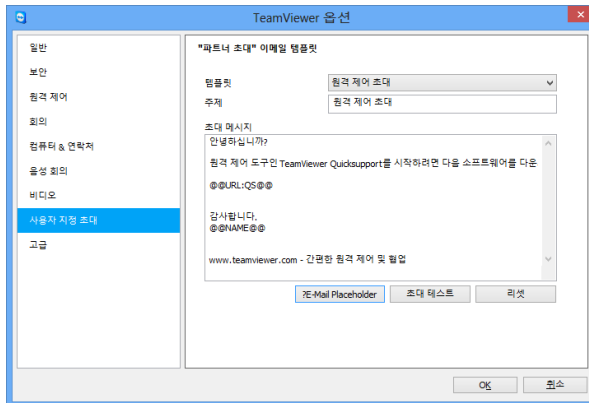 TeamViewer 옵션
일반
보안
원격 제어
회의
컴퓨터 & 연락처
음성 회의
비디오
사용자 지정 초대
고급
"파트너 초대" 이메일 템플릿
템플릿
원격 제어 초대
주제
원격 제어 초대
초대 메시지
안녕하십니까?
원격 제어 도구인 TeamViewer Quicksupport를 시작하려면 다음 소프트웨어를 다운
@@URL:QS@@
감사합니다.
@@NAME@@
www.teamviewer.com - 간편한 원격 제어 및 협업
?E-Mail Placeholder
초대 테스트
리셋
OK
취소